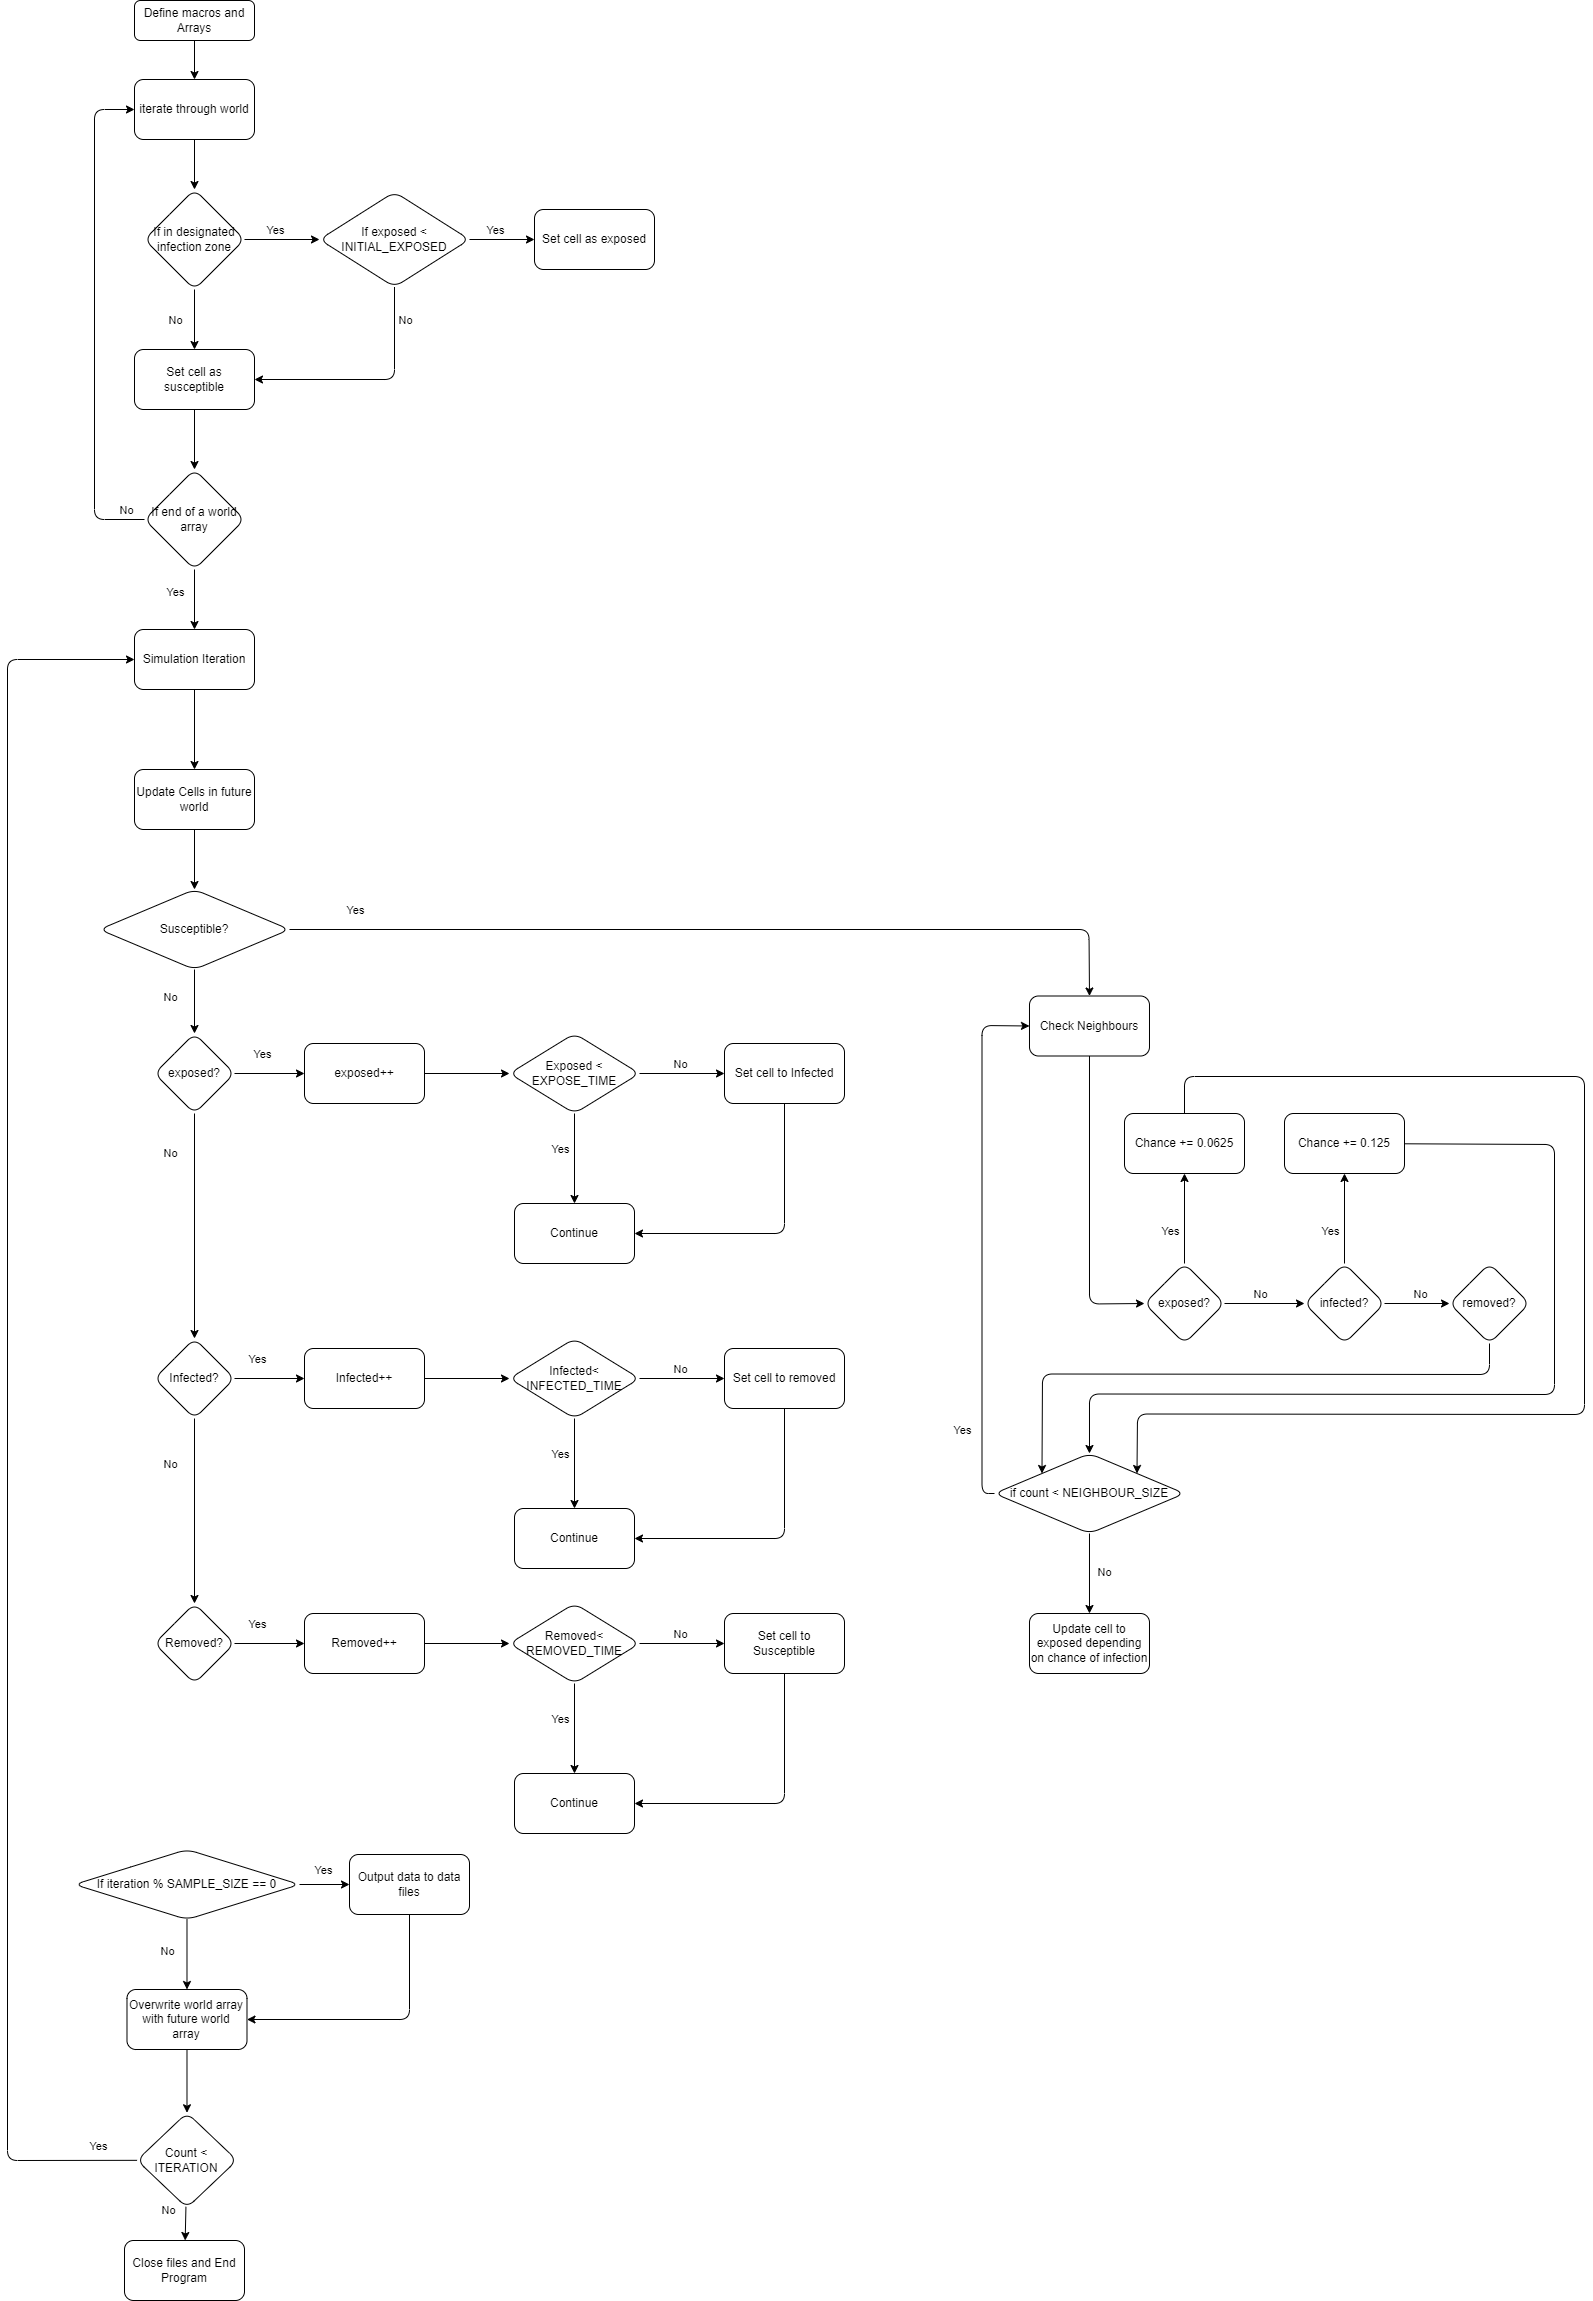 Define macros and
Arrays
iterate through world
If in designated
infection zone
Yes
If exposed <
INITIAL_EXPOSED
Yes
Set cell as exposed
No
No
Set cell as
susceptible
No
If end of a world
array
Yes
Simulation Iteration
Update Cells in future
world
Susceptible?
Yes
No
Check Neighbours
exposed?
Yes
exposed++
Exposed <
EXPOSE_TIME
No
Set cell to Infected
No
Yes
Continue
Chance += 0.0625
Chance += 0.125
Yes
Yes
exposed?
No
infected?
No
removed?
Infected?
Yes
Infected++
Infected<
INFECTED_TIME
No
Set cell to removed
No
Yes
Continue
Yes
if count < NEIGHBOUR_SIZE
No
Update cell to
exposed depending
on chance of infection
Removed?
Yes
Removed++
Removed<
REMOVED_TIME
No
Set cell to
Susceptible
Yes
Continue
If iteration % SAMPLE_SIZE == 0
Yes
Output data to data
files
No
Overwrite world array
with future world
array
Yes
Count <
ITERATION
No
Close files and End
Program